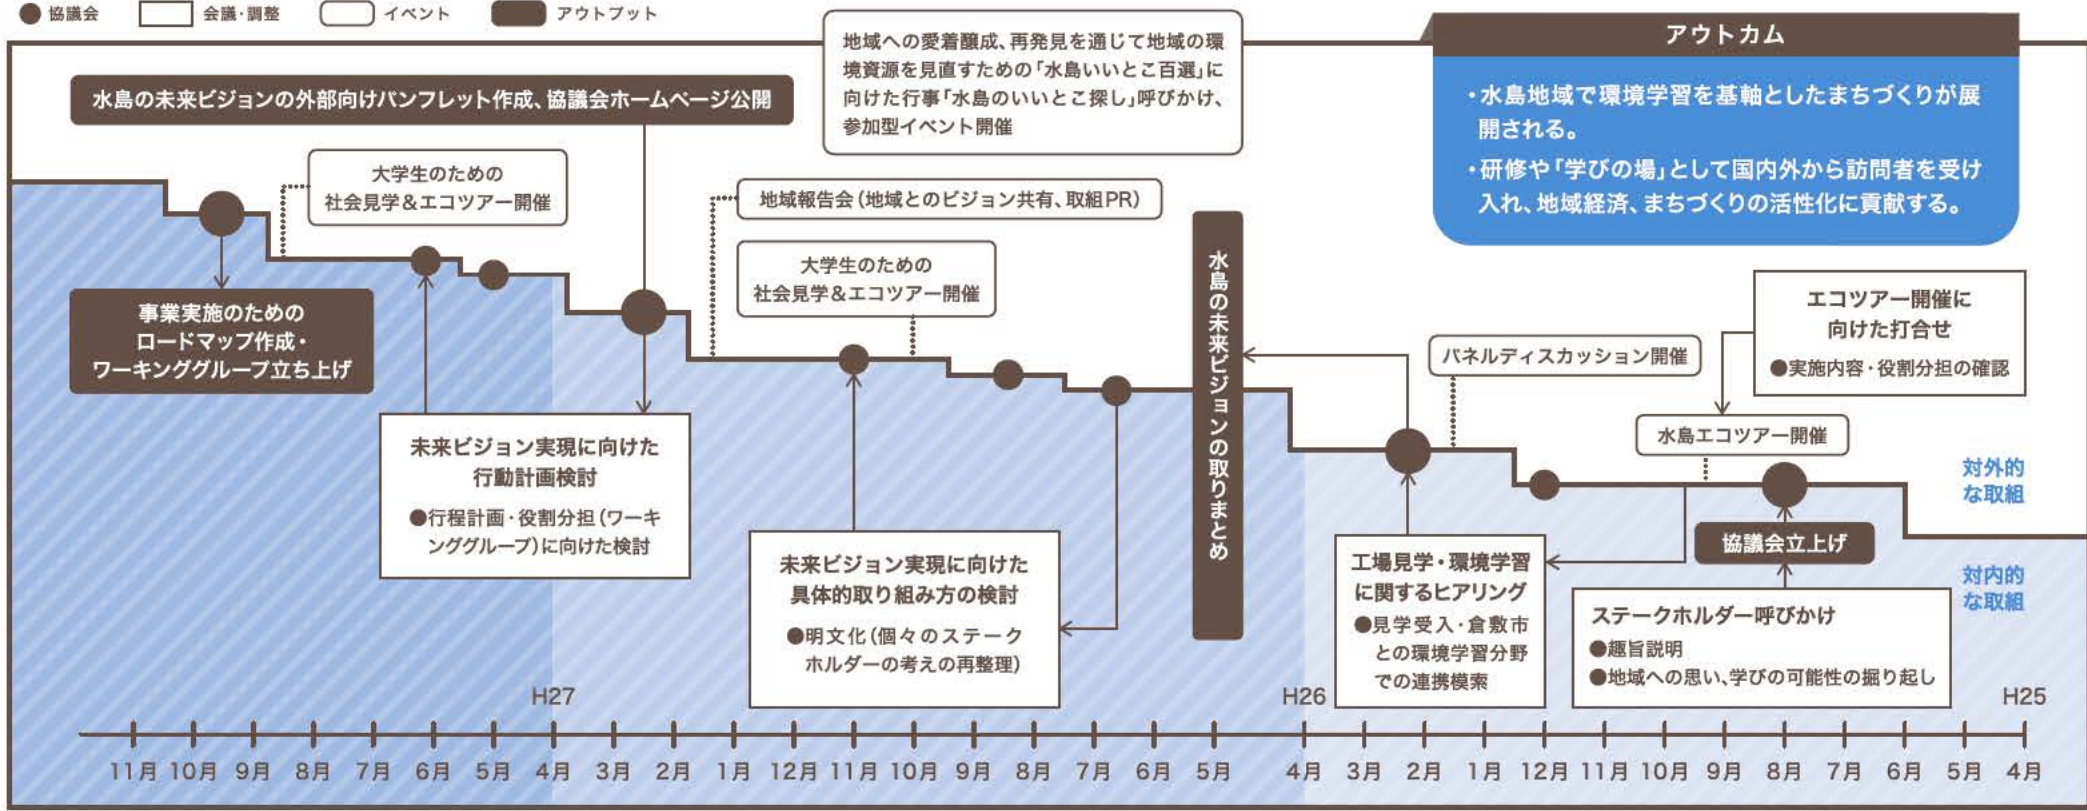 協議会
会議・調整
イベント
アウトプット
水島の未来ビジョンの外部向けパンフレット作成、協議会ホームページ公開
地域への愛着醸成、再発見を通じて地域の環
境資源を見直すための「水島いいとこ百選」に
向けた行事「水島のいいとこ探し」呼びかけ、
参加型イベント開催
アウトカム
・水島地域で環境学習を基軸としたまちづくりが展
開される。
・研修や「学びの場」として国内外から訪問者を受け
入れ、地域経済、まちづくりの活性化に貢献する。
大学生のための
社会見学&エコツアー開催
地域報告会(地域とのビジョン共有、取組PR)
大学生のための
社会見学&エコツアー開催
水島の未来ビジョンの取りまとめ
事業実施のための
ロードマップ作成・
ワーキンググループ立ち上げ
未来ビジョン実現に向けた
行動計画検討
●行程計画・役割分担(ワーキ
ンググループ)に向けた検討
未来ビジョン実現に向けた
具体的取り組み方の検討
●明文化(個々のステーク
ホルダーの考えの再整理)
パネルディスカッション開催
エコツアー開催に
向けた打合せ
●実施内容・役割分担の確認
水島エコツアー開催
対外的
な取組
協議会立上げ
工場見学・環境学習
に関するヒアリング
●見学受入・倉敷市
との環境学習分野
での連携模索
ステークホルダー呼びかけ
●趣旨説明
●地域への思い、学びの可能性の掘り起し
対内的
な取組
H27
H26
H25
11月 10月 9月 8月 7月 6月 5月 4月 3月 2月 1月 12月 11月 10月 9月 8月 7月 6月 5月 4月 3月 2月 1月 12月 11月 10月 9月 8月 7月 6月 5月 4月